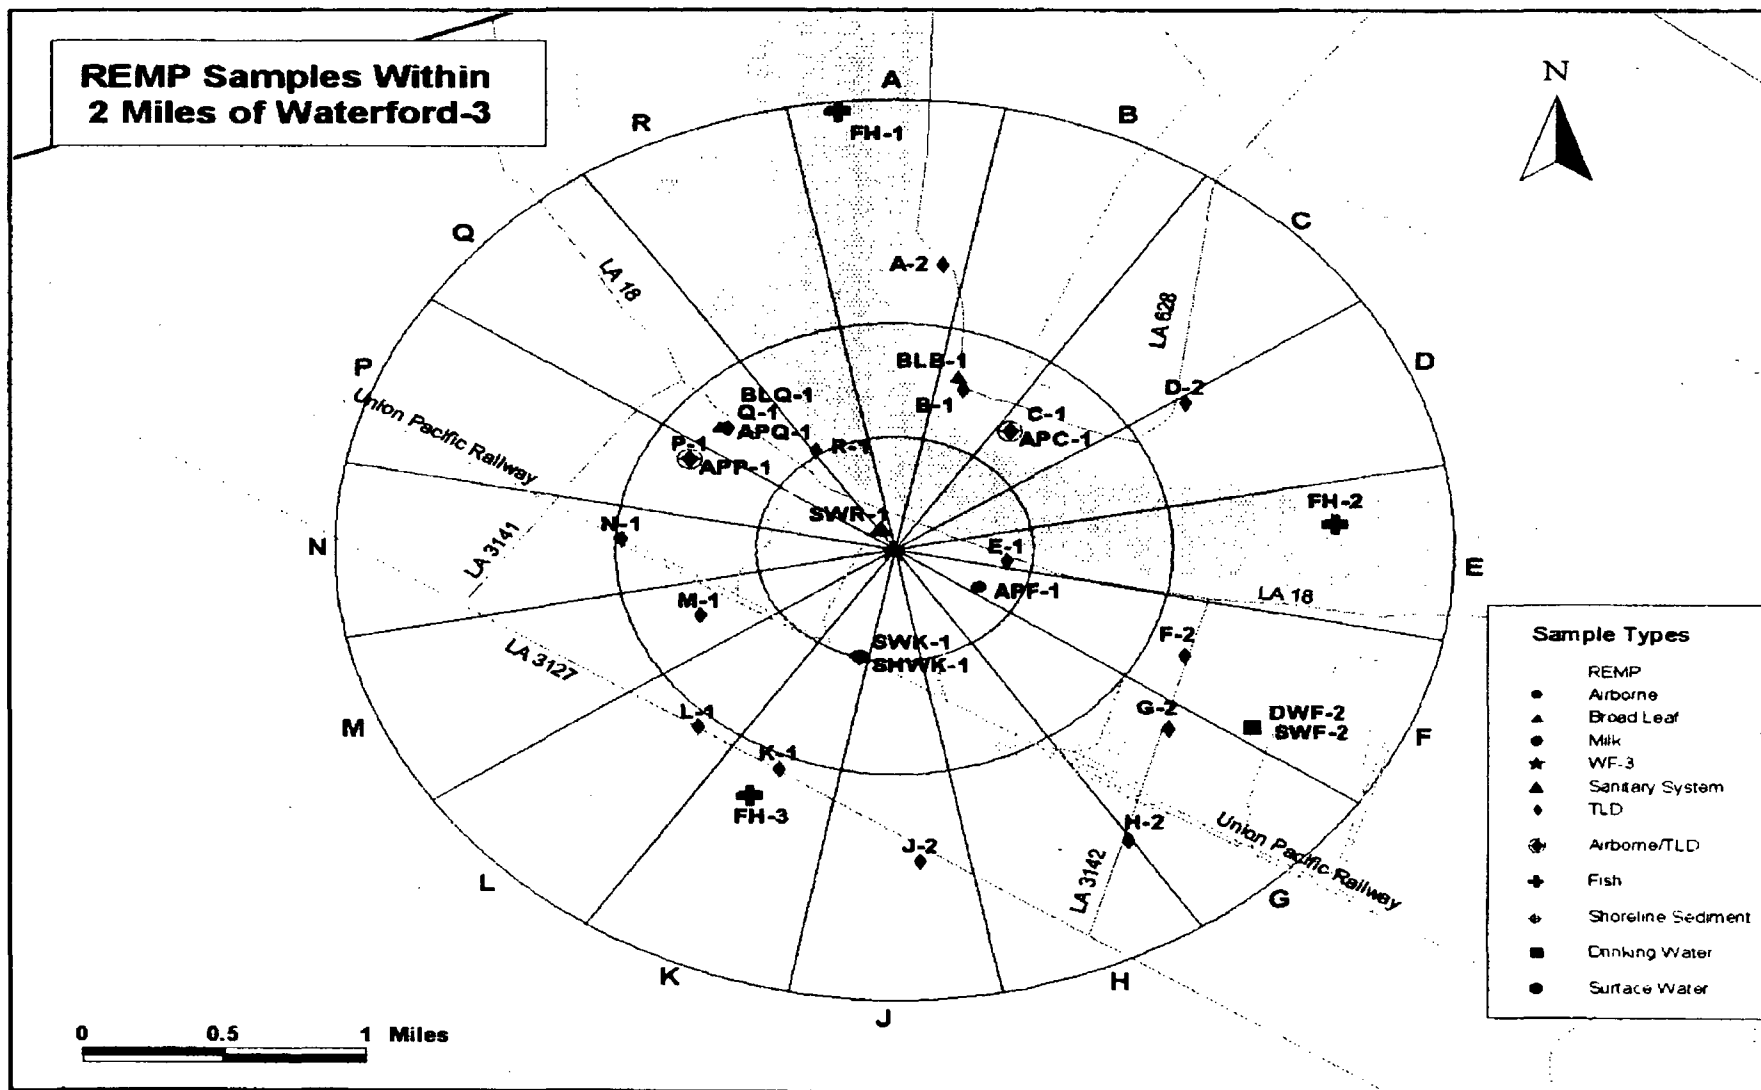 REMP Samples Within
2 Miles of Waterford-3
N
A
B
R
C
Q
D
P
E
N
F
M
G
L
H
K
J
FH-1
A-2
LA 18
LA 628
BLB-1
B-1
D-2
C-1
APC-1
BLQ-1
Q-1
APQ-1
P-1
APP-1
R-1
Union Pacific Railway
FH-2
SWR-1
N-1
LA 3141
E-1
APF-1
LA 18
M-1
SWK-1
SHWK-1
F-2
LA 3127
G-2
DWF-2
SWF-2
L-1
K-1
FH-3
J-2
H-2
LA 3142
Union Pacific Railway
Sample Types
REMP
Airborne
Broad Leaf
Milk
WF-3
Sanitary System
TLD
Airborne/TLD
Fish
Shoreline Sediment
Drinking Water
Surface Water
0 0.5 1 Miles